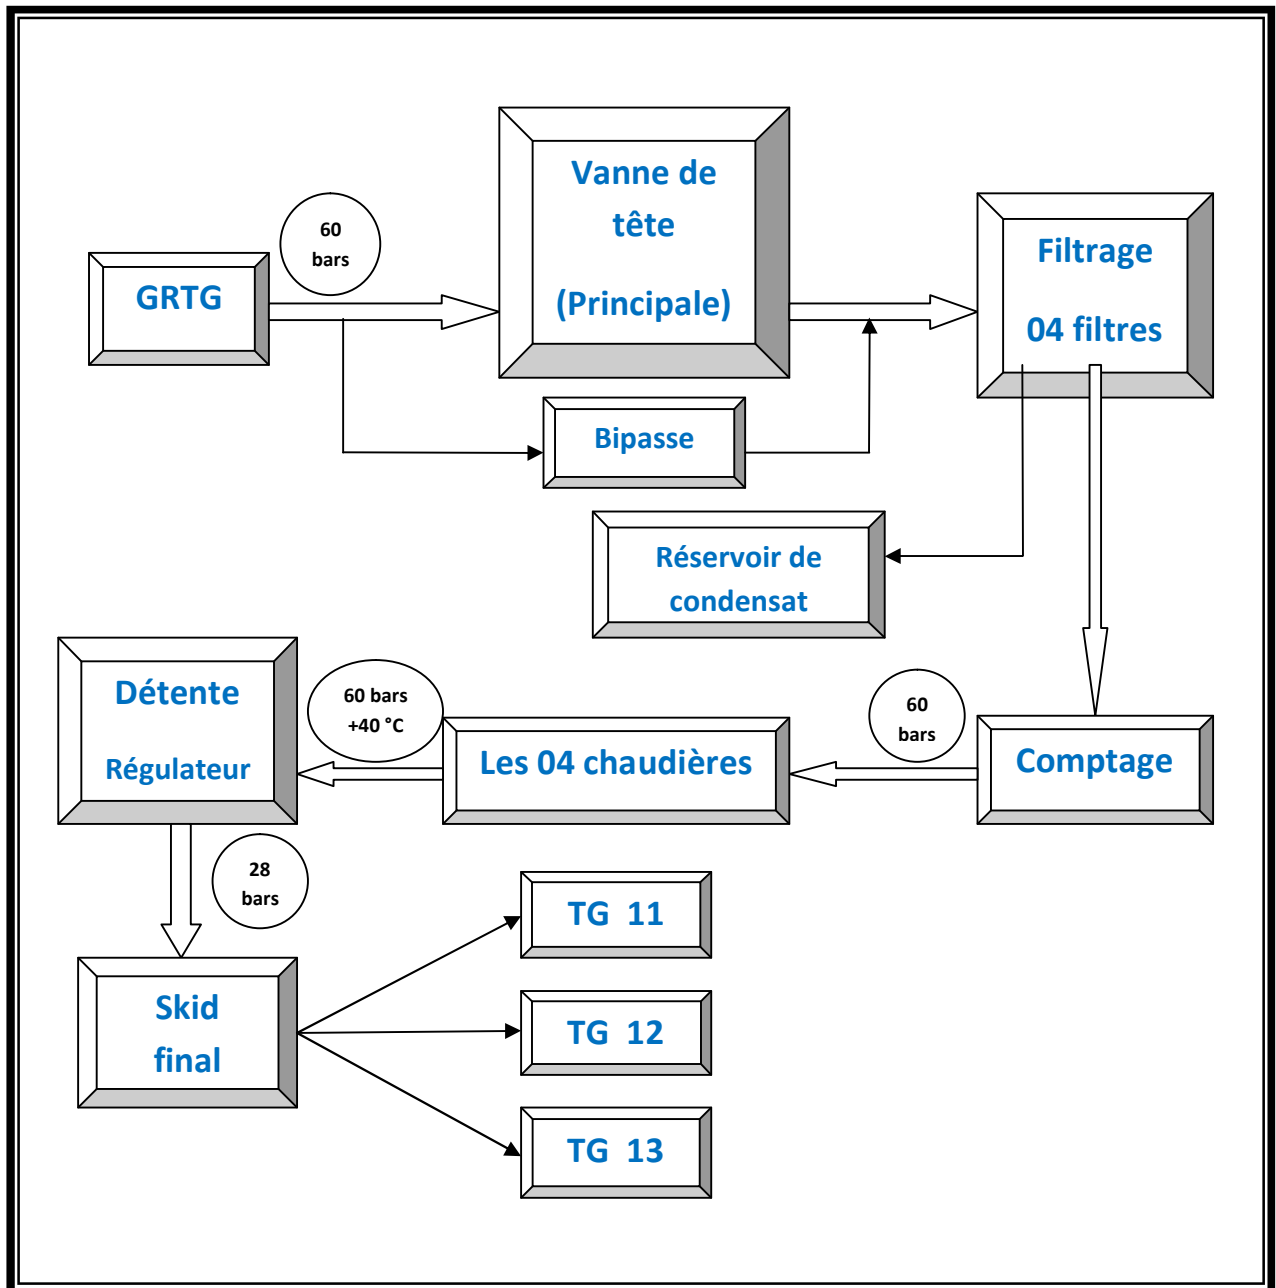 60
bars
GRTG
Vanne de
tête
(Principale)
Filtrage
04 filtres
Bipasse
Réservoir de
condensat
Détente
Régulateur
60 bars
+40 °C
Les 04 chaudières
60
bars
Comptage
28
bars
Skid
final
TG 11
TG 12
TG 13